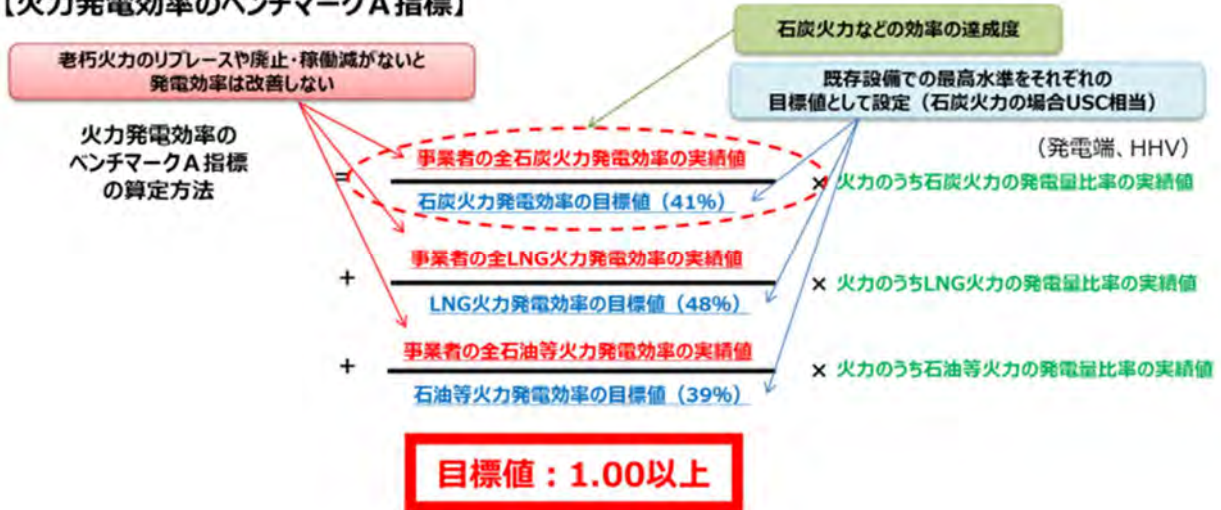 【火力発電効率のベンチマークA指標】
石炭火力などの効率の達成度
老朽火力のリプレースや廃止・稼働減がないと
発電効率は改善しない
既存設備での最高水準をそれぞれの
目標値として設定（石炭火力の場合USC相当）
火力発電効率の
ベンチマークA指標
の算定方法
（発電端、HHV）
=
事業者の全石炭火力発電効率の実績値
石炭火力発電効率の目標値（41%）
× 火力のうち石炭火力の発電量比率の実績値
+
事業者の全LNG火力発電効率の実績値
LNG火力発電効率の目標値（48%）
× 火力のうちLNG火力の発電量比率の実績値
+
事業者の全石油等火力発電効率の実績値
石油等火力発電効率の目標値（39%）
× 火力のうち石油等火力の発電量比率の実績値
目標値：1.00以上